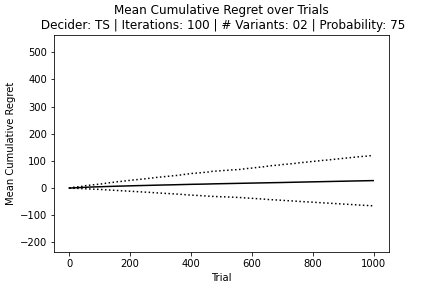 Mean Cumulative Regret over Trials
Decider: TS | Iterations: 100 | # Variants: 02 | Probability: 75
500
400
300
200
100
0
−100
−200
Mean Cumulative Regret
0 200 400 600 800 1000
Trial